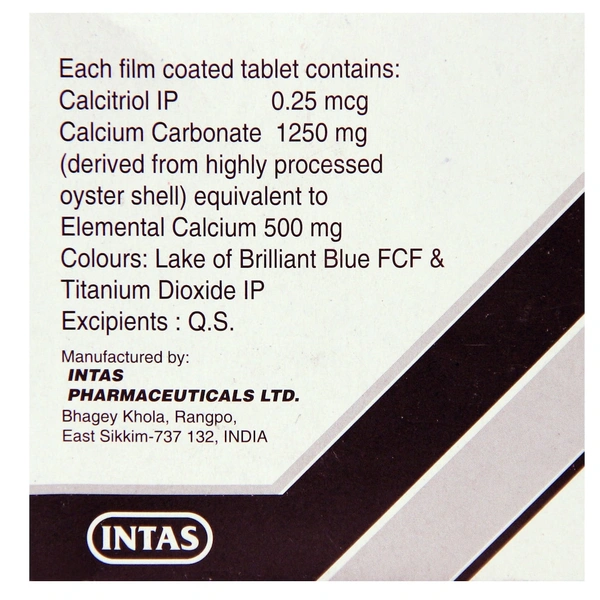 Each film coated tablet contains:
Calcitriol IP 0.25 mcg
Calcium Carbonate 1250 mg
(derived from highly processed
oyster shell) equivalent to
Elemental Calcium 500 mg
Colours: Lake of Brilliant Blue FCF &
Titanium Dioxide IP
Excipients : Q.S.
Manufactured by:
INTAS
PHARMACEUTICALS LTD.
Bhagey Khola, Rangpo,
East Sikkim-737 132, INDIA
INTAS